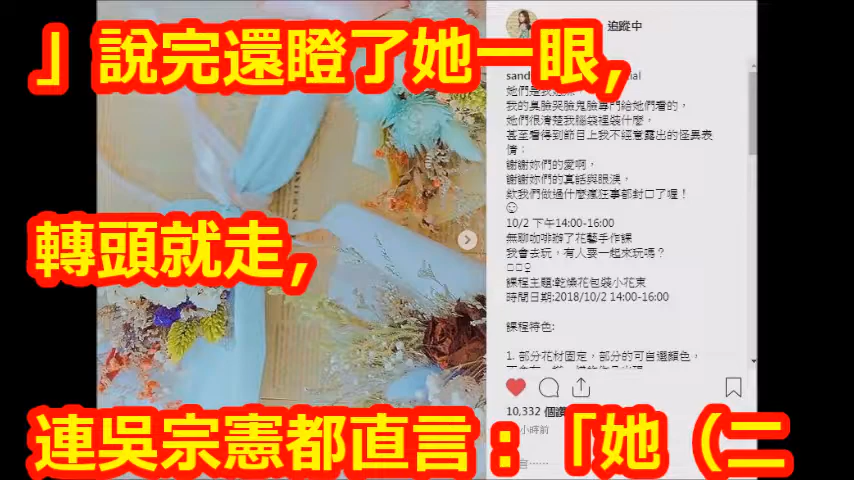 」說完還瞪了她一眼,
轉頭就走,
連吳宗憲都直言：「她（二
追蹤中
sand
她們是我
我的臭臉哭臉鬼臉專門給她們看的，
她們很清楚我腦袋裡裝什麼，
甚至看得到節目上我不經意露出的怪異表
情；
謝謝妳們的愛啊，
謝謝妳們的真話與眼淚，
欸我們做過什麼瘋狂事都封口了喔！
10/2 下午14:00-16:00
無聊咖啡辦了花藝手作課
我會去玩，有人要一起來玩嗎？
課程主題:乾燥花包裝小花束
時間日期:2018/10/2 14:00-16:00
課程特色:
1. 部分花材固定，部分的可自選顏色，
10,332 個讚
小時前